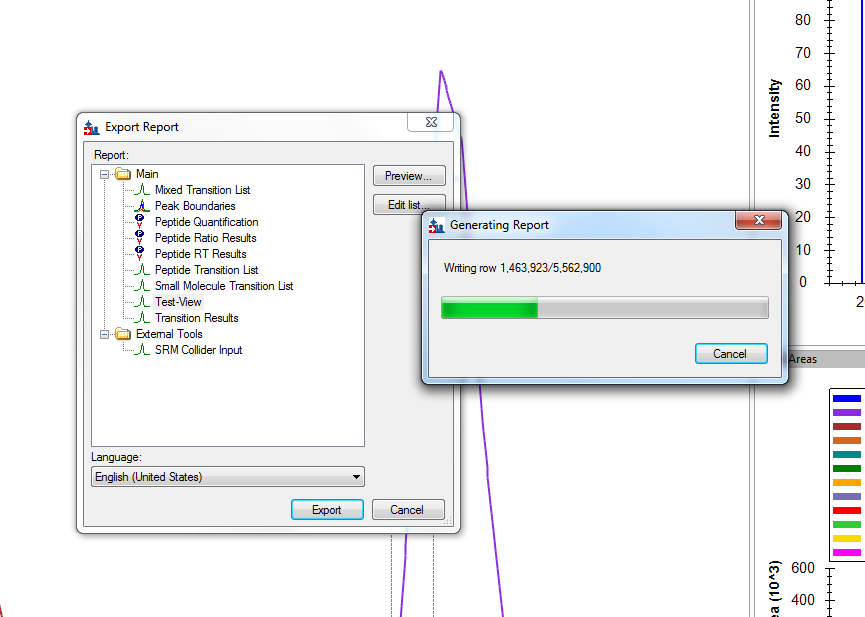 Export Report
Report:
Main
Mixed Transition List
Peak Boundaries
Peptide Quantification
Peptide Ratio Results
Peptide RT Results
Peptide Transition List
Small Molecule Transition List
Test-View
Transition Results
External Tools
SRM Collider Input
Preview...
Edit list...
Language:
English (United States)
Export
Cancel
Generating Report
Writing row 1,463,923/5,562,900
Cancel
Intensity
80
70
60
50
40
30
20
10
0
2
Areas
ea (10^3)
600
400